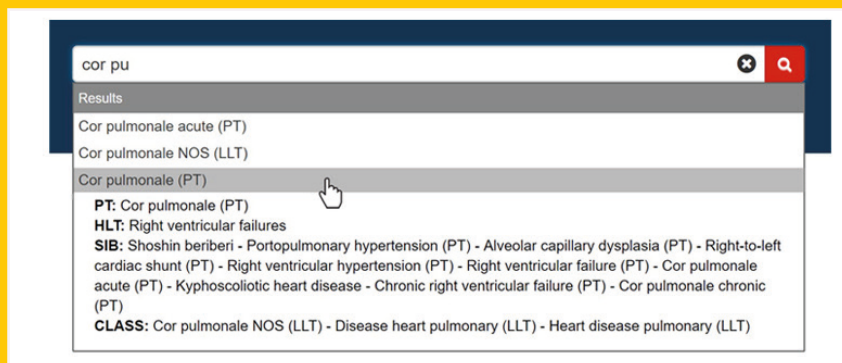 cor pu
Results
Cor pulmonale acute (PT)
Cor pulmonale NOS (LLT)
Cor pulmonale (PT)
PT: Cor pulmonale (PT)
HLT: Right ventricular failures
SIB: Shoshin beriberi - Portopulmonary hypertension (PT) - Alveolar capillary dysplasia (PT) - Right-to-left
cardiac shunt (PT) - Right ventricular hypertension (PT) - Right ventricular failure (PT) - Cor pulmonale
acute (PT) - Kyphoscoliotic heart disease - Chronic right ventricular failure (PT) - Cor pulmonale chronic
(PT)
CLASS: Cor pulmonale NOS (LLT) - Disease heart pulmonary (LLT) - Heart disease pulmonary (LLT)